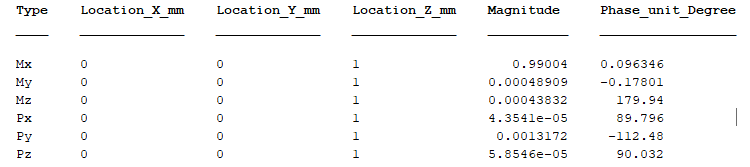 Type Location_X_mm Location_Y_mm Location_Z_mm Magnitude Phase_unit_Degree
Mx 0 0 1 0.99004 0.096346
My 0 0 1 0.00048909 -0.17801
Mz 0 0 1 0.00043832 179.94
Px 0 0 1 4.3541e-05 89.796
Py 0 0 1 0.0013172 -112.48
Pz 0 0 1 5.8546e-05 90.032